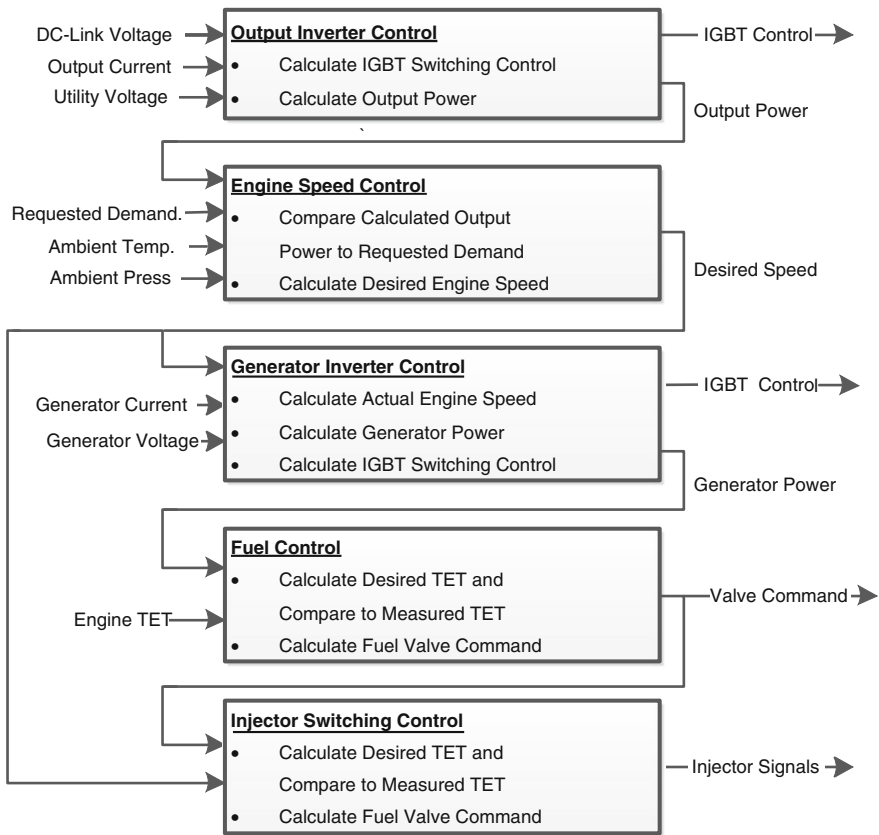 DC-Link Voltage
Output Current
Utility Voltage
Output Inverter Control
• Calculate IGBT Switching Control
• Calculate Output Power
IGBT Control
Output Power
`
Requested Demand.
Ambient Temp.
Ambient Press
Engine Speed Control
• Compare Calculated Output
Power to Requested Demand
• Calculate Desired Engine Speed
Desired Speed
Generator Current
Generator Voltage
Generator Inverter Control
• Calculate Actual Engine Speed
• Calculate Generator Power
• Calculate IGBT Switching Control
IGBT Control
Generator Power
Engine TET
Fuel Control
• Calculate Desired TET and
Compare to Measured TET
• Calculate Fuel Valve Command
Valve Command
Injector Switching Control
• Calculate Desired TET and
Compare to Measured TET
• Calculate Fuel Valve Command
Injector Signals